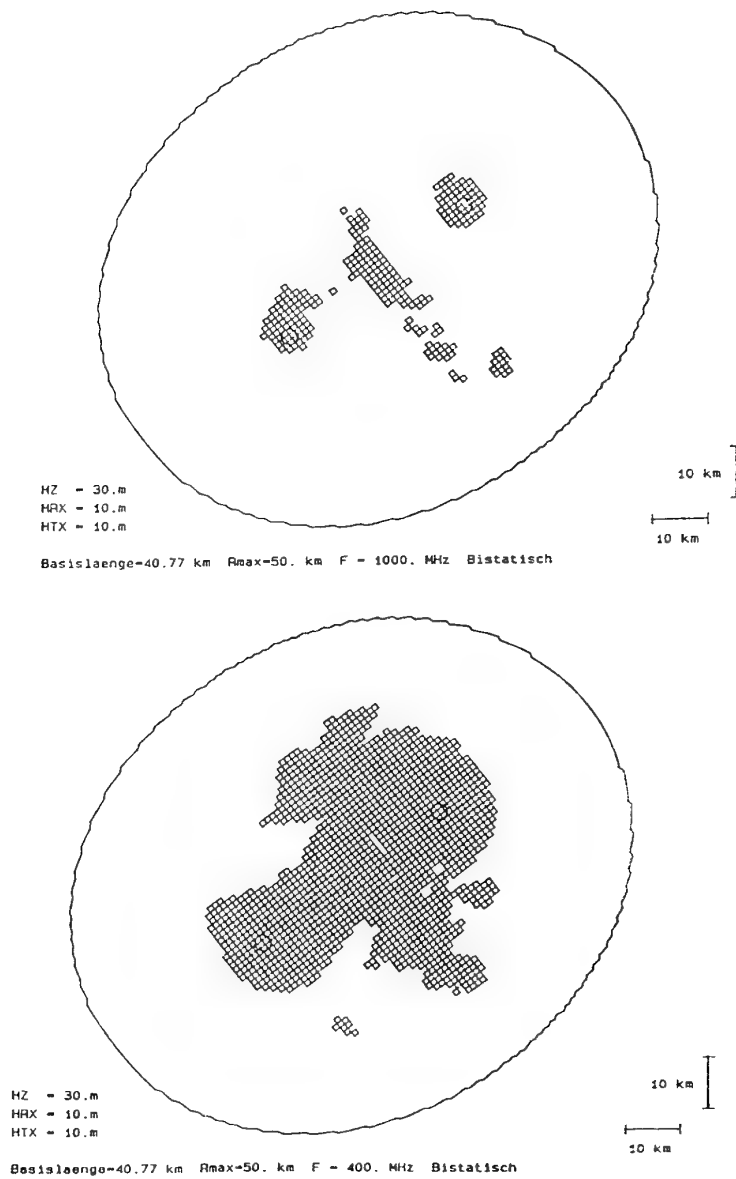 10 km
HZ = 30.m
HRX = 10.m
HTX = 10.m
10 km
Basislaenge=40.77 km Rmax=50. km F = 1000. MHz Bistatisch
10 km
HZ = 30.m
HRX = 10.m
HTX = 10.m
10 km
Basislaenge=40.77 km Rmax=50. km F = 400. MHz Bistatisch